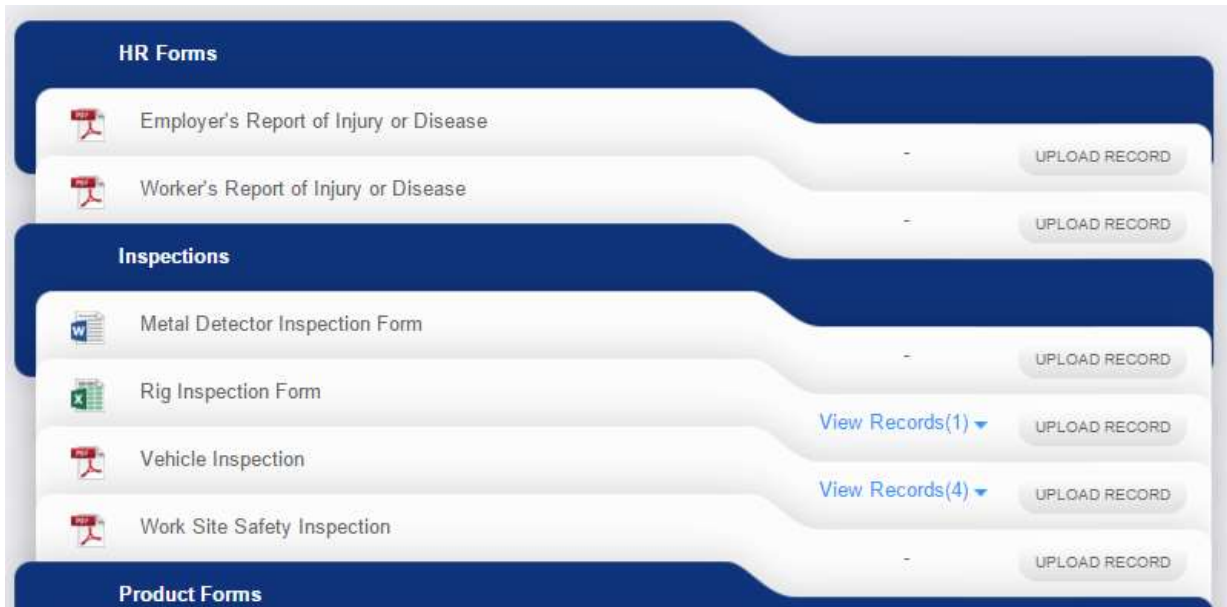 HR Forms
Employer's Report of Injury or Disease
- UPLOAD RECORD
Worker's Report of Injury or Disease
- UPLOAD RECORD
Inspections
Metal Detector Inspection Form
- UPLOAD RECORD
Rig Inspection Form
View Records(1) UPLOAD RECORD
Vehicle Inspection
View Records(4) UPLOAD RECORD
Work Site Safety Inspection
- UPLOAD RECORD
Product Forms